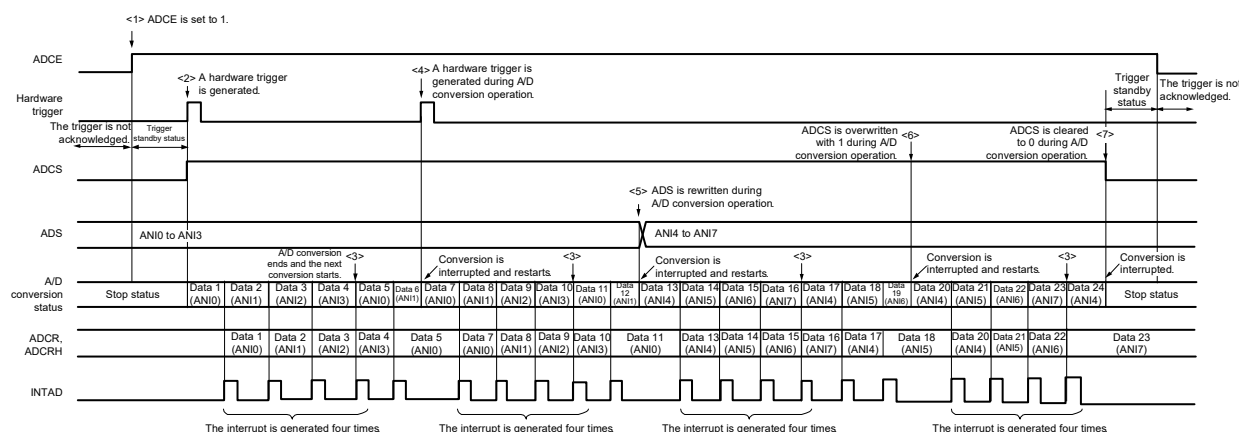 <1> ADCE is set to 1.
ADCE
<2> A hardware trigger
is generated.
<4> A hardware trigger is
generated during A/D
conversion operation.
Trigger
standby
status
The trigger is not
acknowledged.
Hardware
trigger
The trigger is not
acknowledged.
Trigger
standby status
ADCS is overwritten <6>
with 1 during A/D
conversion operation.
ADCS is cleared <7>
to 0 during A/D
conversion operation.
ADCS
<5> ADS is rewritten during
A/D conversion operation.
ADS
ANI0 to ANI3
ANI4 to ANI7
A/D conversion <3>
ends and the next
conversion starts.
Conversion is
interrupted and restarts.
<3>
Conversion is
interrupted and restarts.
<3>
Conversion is
interrupted and restarts.
<3>
Conversion is
interrupted.
A/D
conversion
status
Stop status
Data 1 (ANI0)
Data 2 (ANI1)
Data 3 (ANI2)
Data 4 (ANI3)
Data 5 (ANI0)
Data 6 (ANI1)
Data 7 (ANI0)
Data 8 (ANI1)
Data 9 (ANI2)
Data 10 (ANI3)
Data 11 (ANI0)
Data 12 (ANI1)
Data 13 (ANI4)
Data 14 (ANI5)
Data 15 (ANI6)
Data 16 (ANI7)
Data 17 (ANI4)
Data 18 (ANI5)
Data 19 (ANI6)
Data 20 (ANI4)
Data 21 (ANI5)
Data 22 (ANI6)
Data 23 (ANI7)
Data 24 (ANI4)
Stop status
ADCR,
ADCRH
Data 1 (ANI0)
Data 2 (ANI1)
Data 3 (ANI2)
Data 4 (ANI3)
Data 5 (ANI0)
Data 7 (ANI0)
Data 8 (ANI1)
Data 9 (ANI2)
Data 10 (ANI3)
Data 11 (ANI0)
Data 13 (ANI4)
Data 14 (ANI5)
Data 15 (ANI6)
Data 16 (ANI7)
Data 17 (ANI4)
Data 18 (ANI5)
Data 20 (ANI4)
Data 21 (ANI5)
Data 22 (ANI6)
Data 23 (ANI7)
INTAD
The interrupt is generated four times.
The interrupt is generated four times.
The interrupt is generated four times.
The interrupt is generated four times.